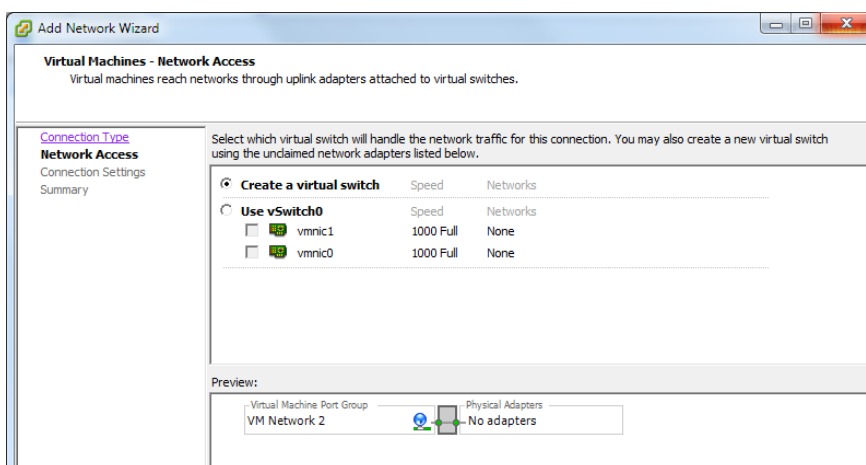 Add Network Wizard
Virtual Machines - Network Access
Virtual machines reach networks through uplink adapters attached to virtual switches.
Connection Type
Network Access
Connection Settings
Summary
Select which virtual switch will handle the network traffic for this connection. You may also create a new virtual switch
using the unclaimed network adapters listed below.
Create a virtual switch Speed Networks
Use vSwitch0 Speed Networks
vmnic1 1000 Full None
vmnic0 1000 Full None
Preview:
Virtual Machine Port Group Physical Adapters
VM Network 2 No adapters